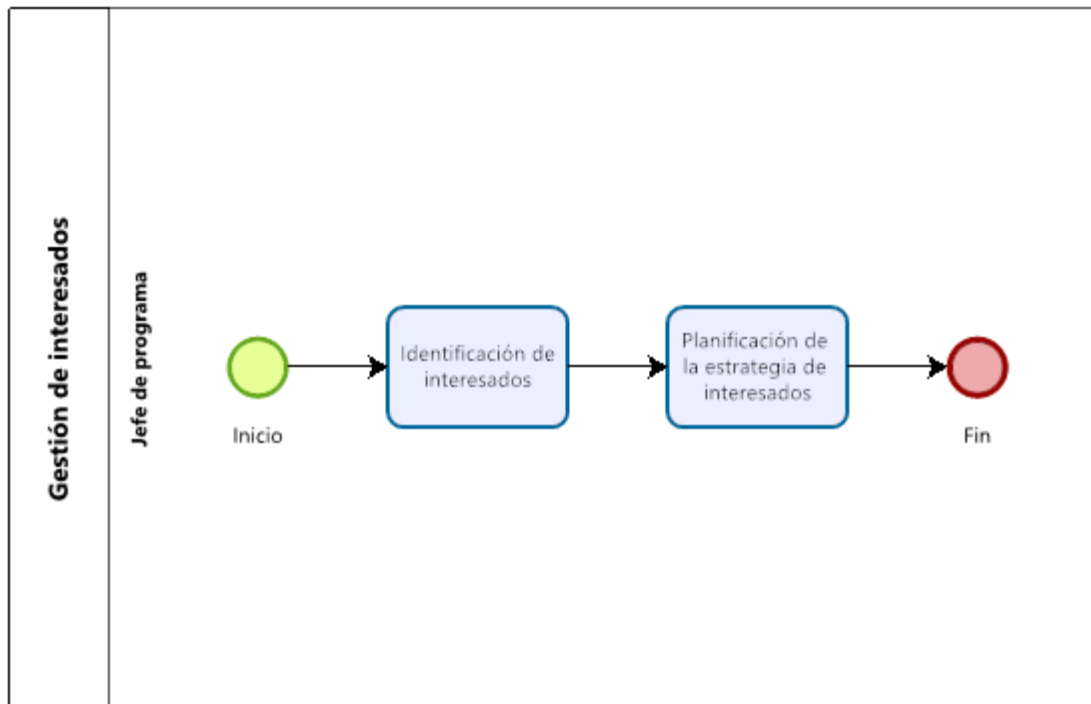 Gestión de interesados
Jefe de programa
Inicio
Identificación de
interesados
Planificación de
la estrategia de
interesados
Fin